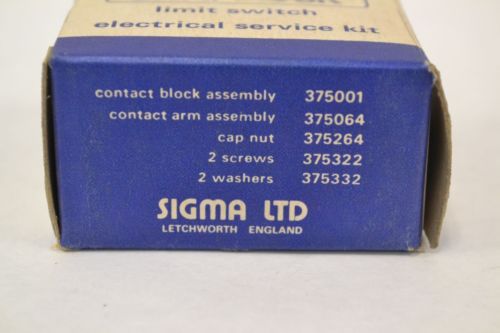 limit switch
electrical service kit
contact block assembly 375001
contact arm assembly 375064
cap nut 375264
2 screws 375322
2 washers 375332
SIGMA LTD
LETCHWORTH ENGLAND